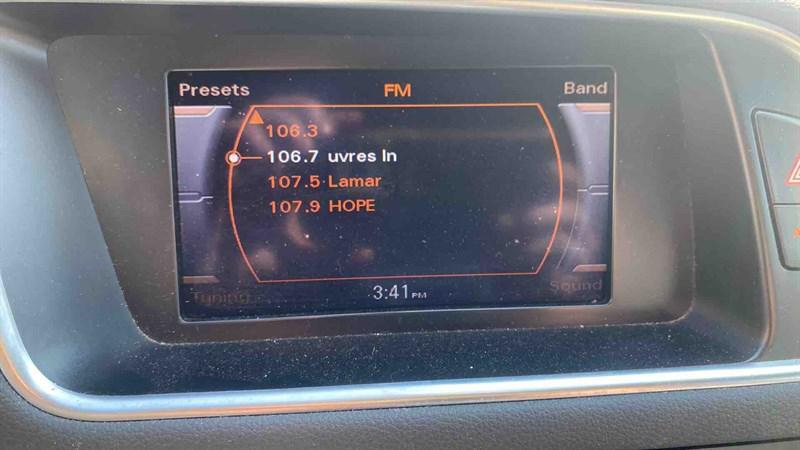 Presets FM Band
106.3
106.7 uvres In
107.5 Lamar
107.9 HOPE
Tuning 3:41 PM Sound